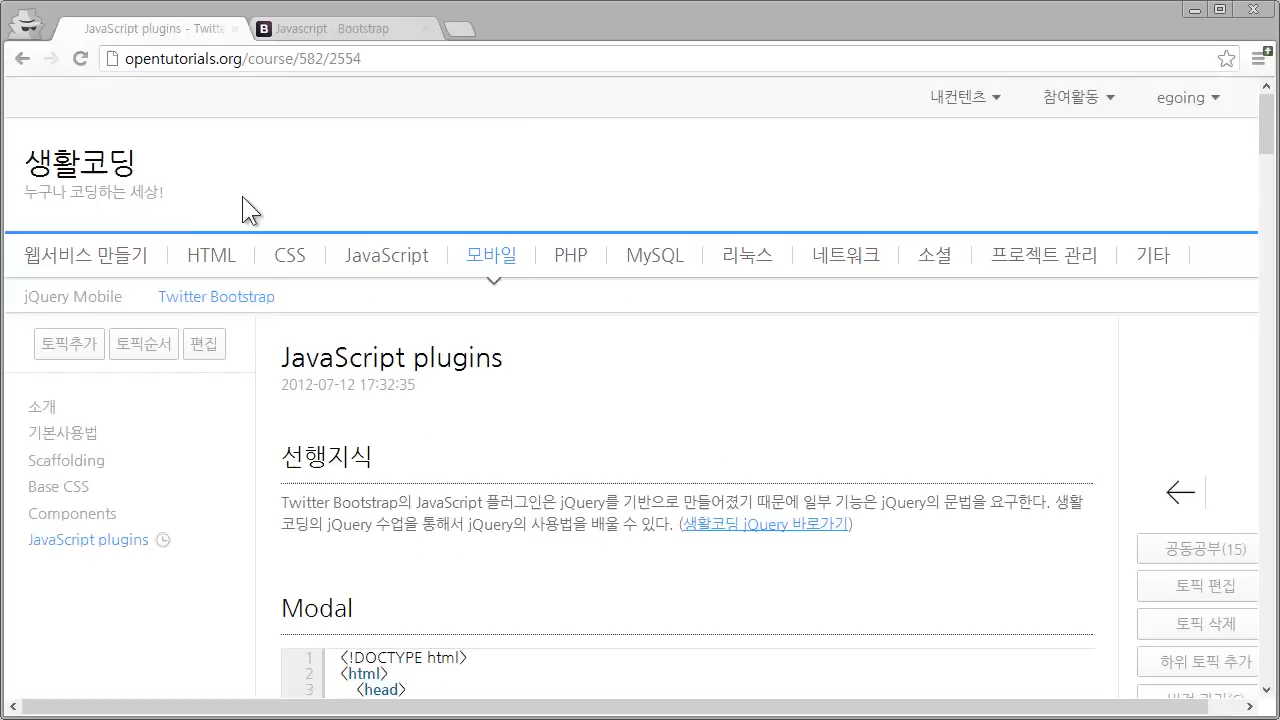 JavaScript plugins - Twitte
Javascript · Bootstrap
opentutorials.org/course/582/2554
내컨텐츠 참여활동 egoing
생활코딩
누구나 코딩하는 세상!
웹서비스 만들기 HTML CSS JavaScript 모바일 PHP MySQL 리눅스 네트워크 소셜 프로젝트 관리 기타
jQuery Mobile Twitter Bootstrap
토픽추가 토픽순서 편집
소개
기본사용법
Scaffolding
Base CSS
Components
JavaScript plugins
JavaScript plugins
2012-07-12 17:32:35
선행지식
Twitter Bootstrap의 JavaScript 플러그인은 jQuery를 기반으로 만들어졌기 때문에 일부 기능은 jQuery의 문법을 요구한다. 생활
코딩의 jQuery 수업을 통해서 jQuery의 사용법을 배울 수 있다. (생활코딩 jQuery 바로가기)
Modal
1 <!DOCTYPE html>
2 <html>
3 <head>
공동공부(15)
토픽 편집
토픽 삭제
하위 토픽 추가